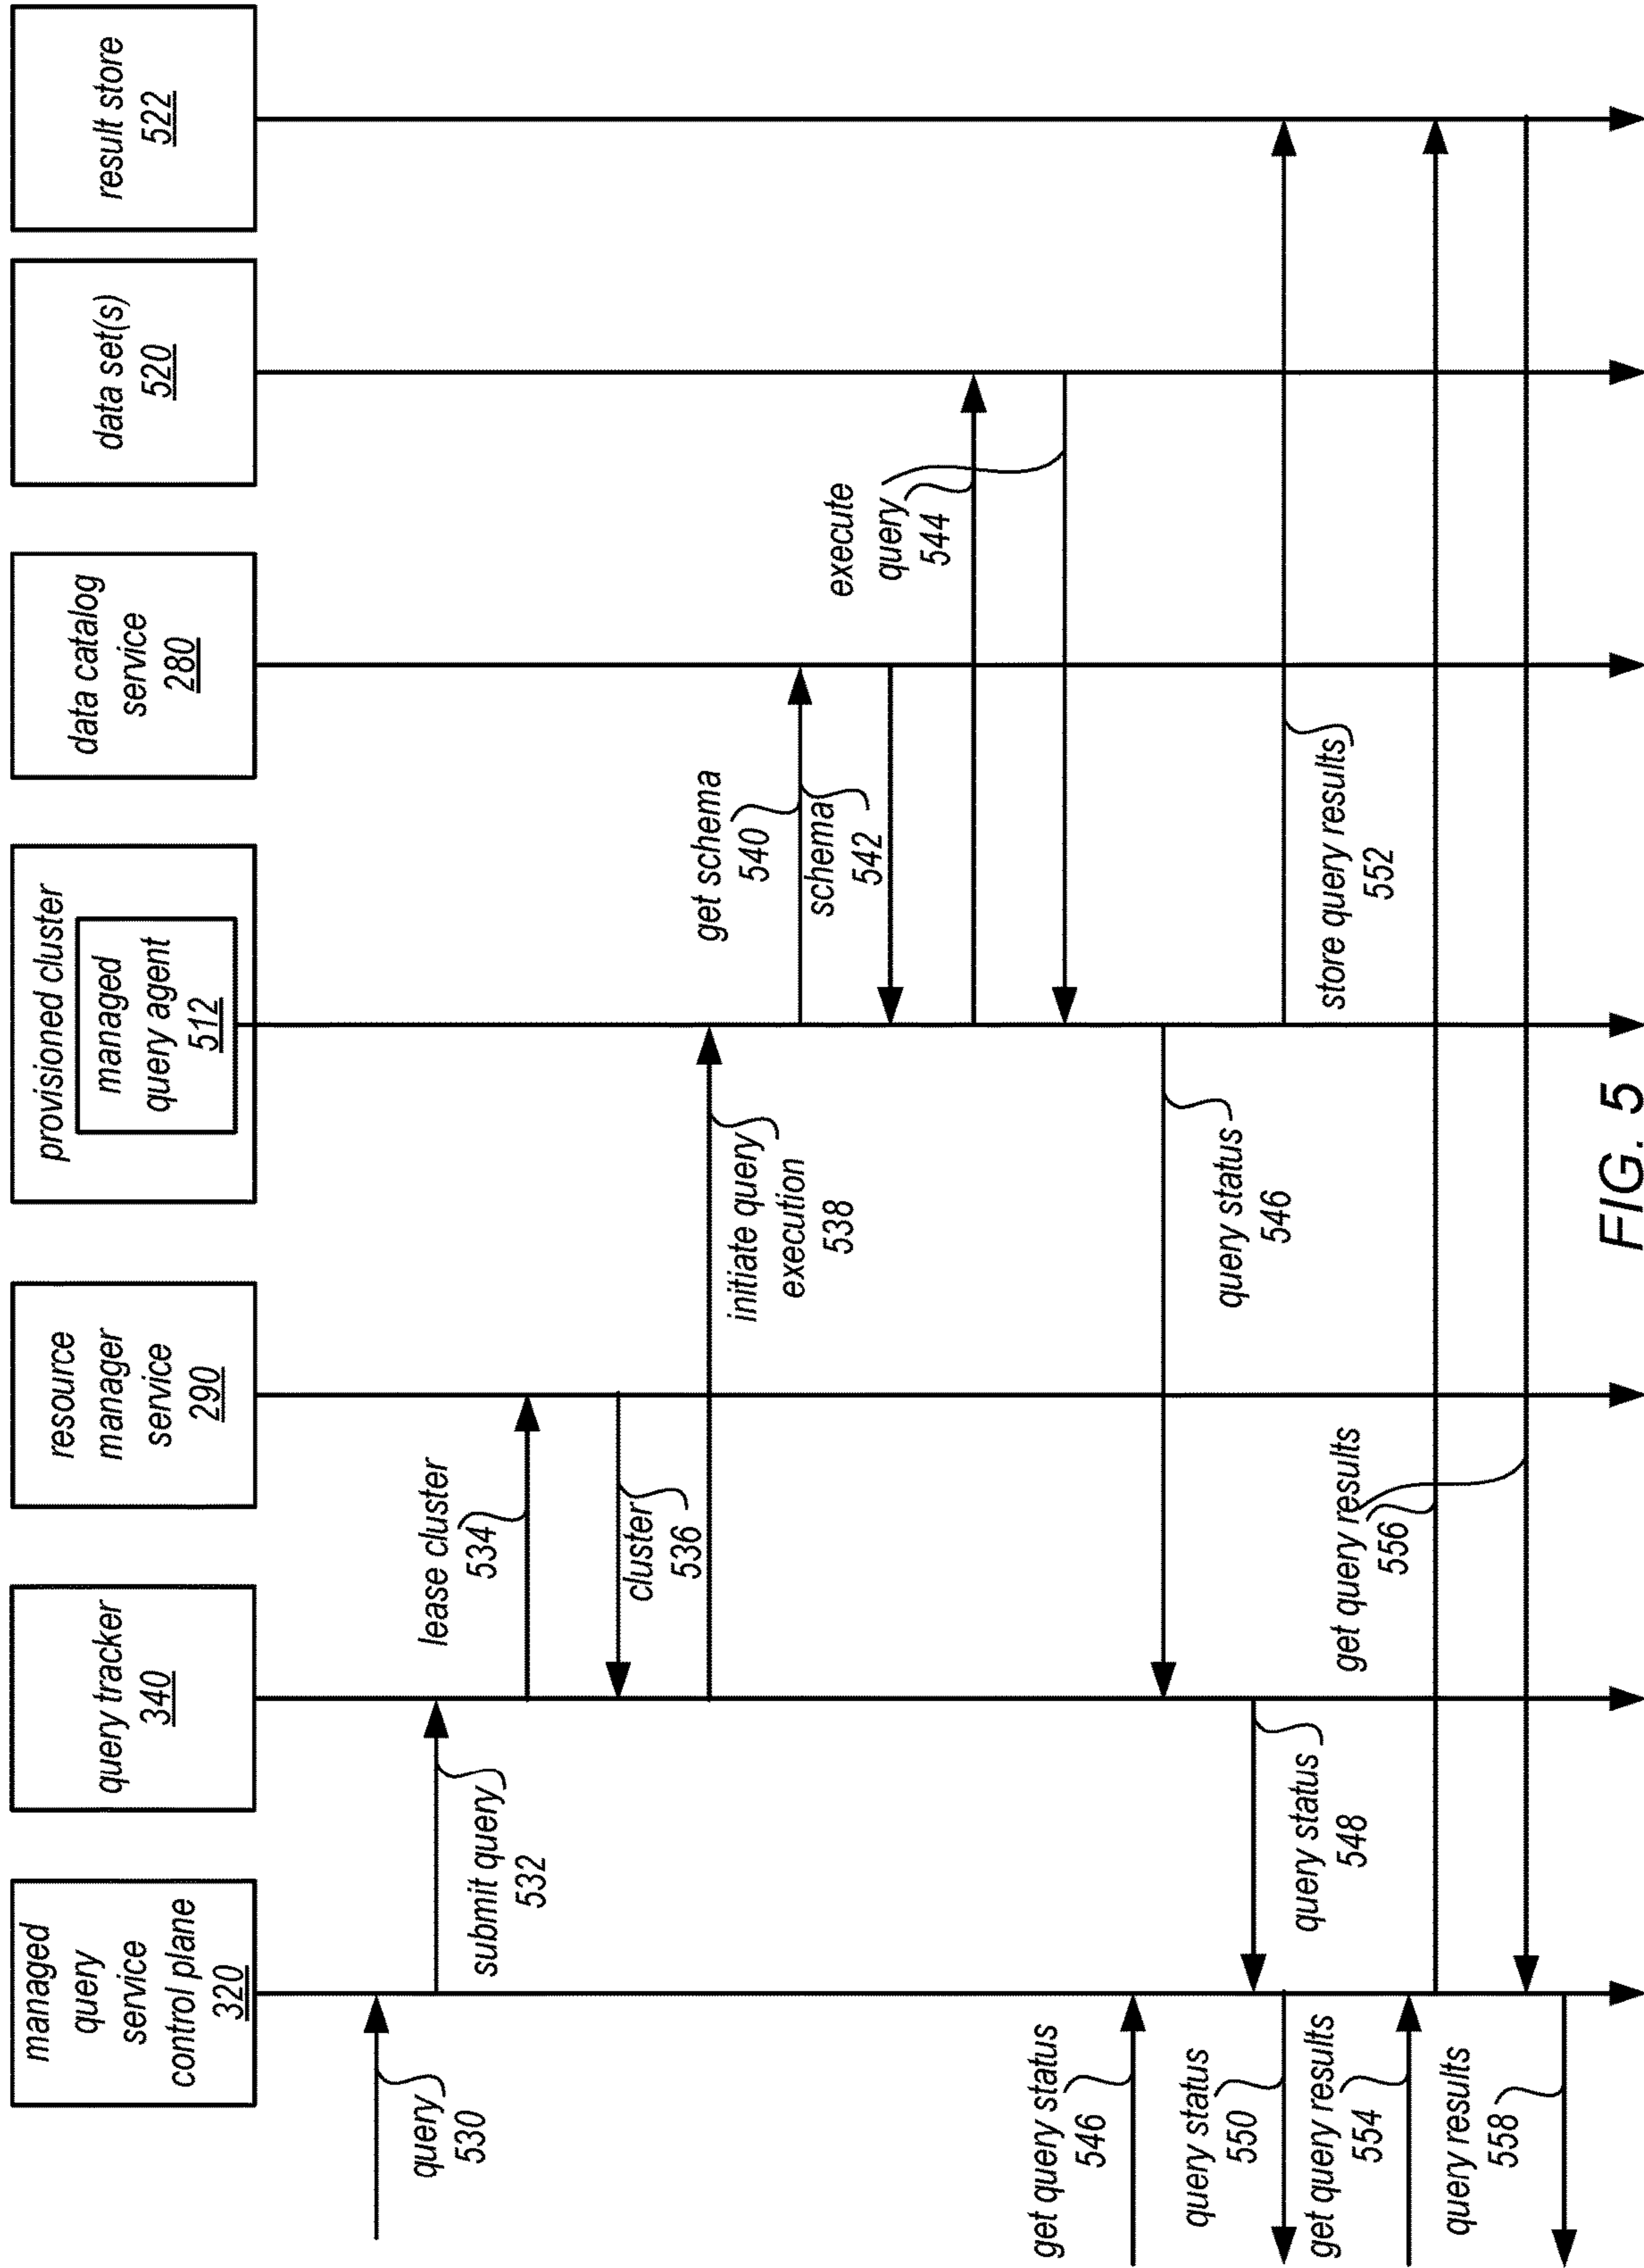 managed
query
service
control plane
320
query tracker
340
resource
manager
service
290
provisioned cluster
managed
query agent
512
data catalog
service
280
data set(s)
520
result store
522
query
530
submit query
532
lease cluster
534
cluster
536
initiate query
execution
538
get schema
540
schema
542
execute
query
544
get query status
546
query status
546
query status
548
query status
550
store query results
552
get query results
554
get query results
556
query results
558
FIG. 5